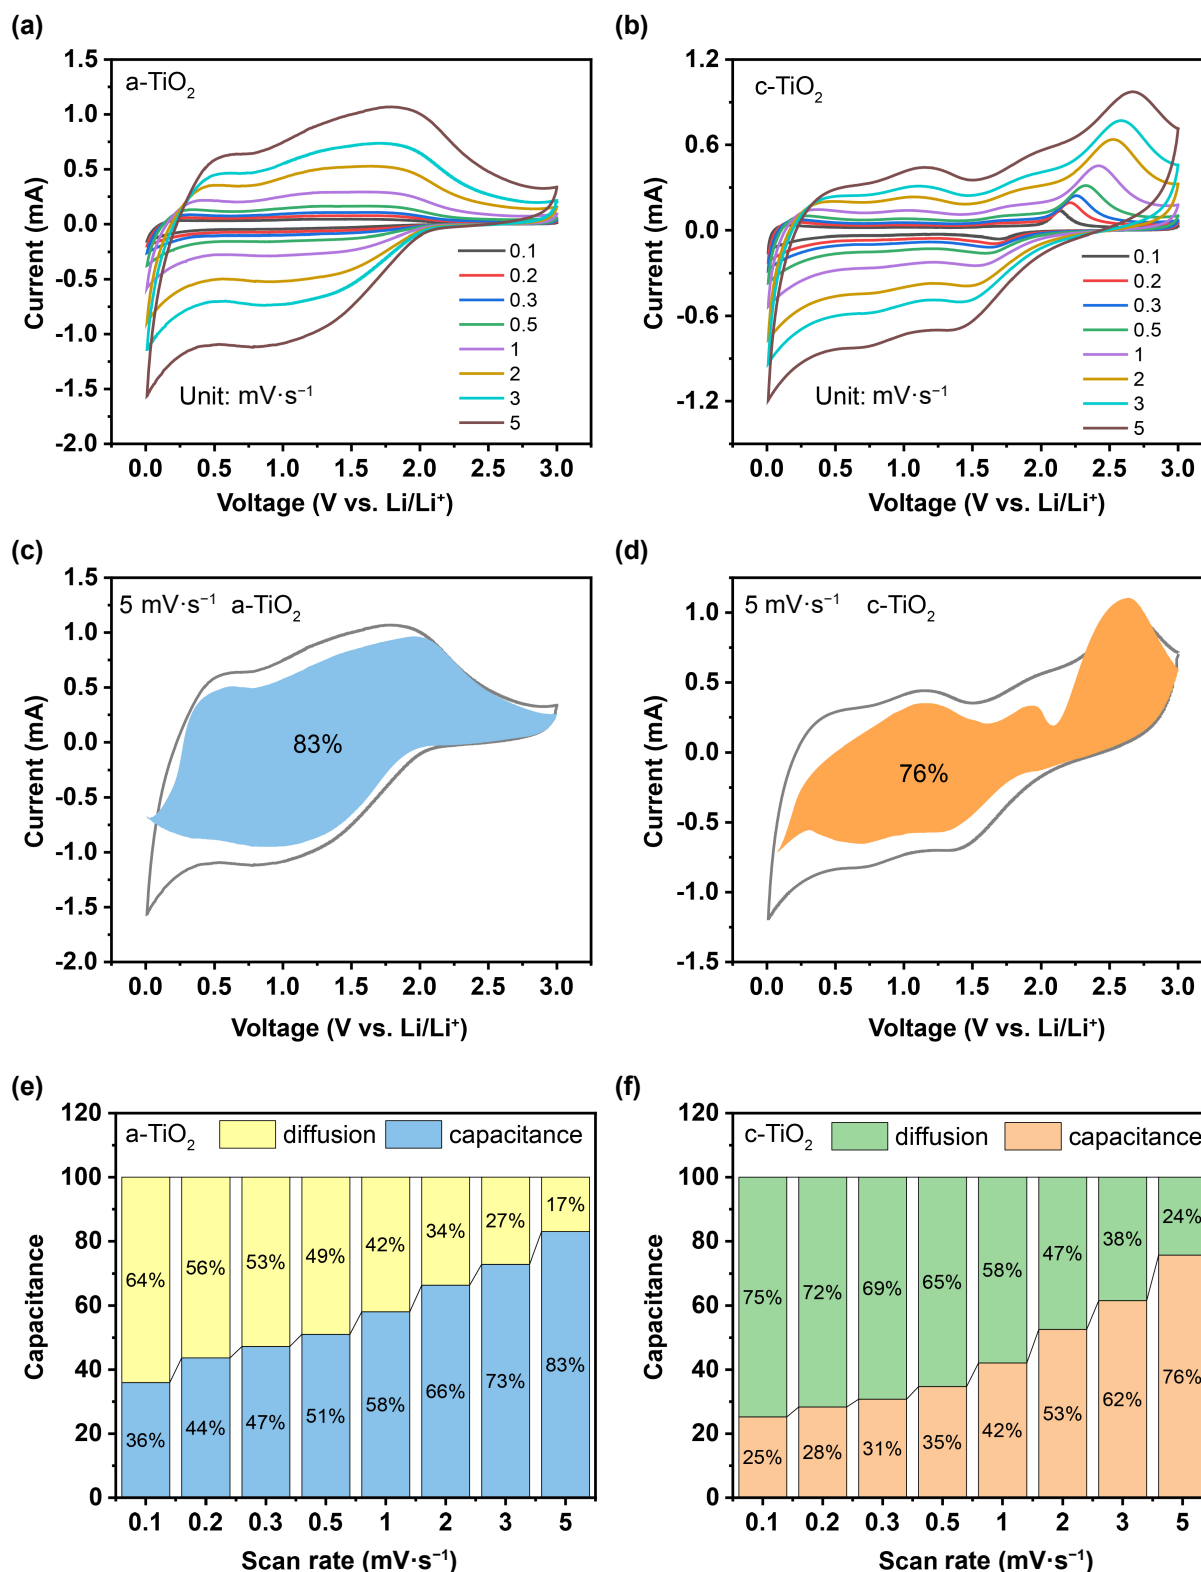 (a)
1.5
1.0
0.5
0.0
-0.5
-1.0
-1.5
-2.0
Current (mA)
a-TiO₂
0.1
0.2
0.3
0.5
1
2
3
5
Unit: mV·s⁻¹
0.0 0.5 1.0 1.5 2.0 2.5 3.0
Voltage (V vs. Li/Li⁺)
(b)
1.2
0.6
0.0
-0.6
-1.2
Current (mA)
c-TiO₂
0.1
0.2
0.3
0.5
1
2
3
5
Unit: mV·s⁻¹
0.0 0.5 1.0 1.5 2.0 2.5 3.0
Voltage (V vs. Li/Li⁺)
(c)
1.5
1.0
0.5
0.0
-0.5
-1.0
-1.5
-2.0
Current (mA)
5 mV·s⁻¹ a-TiO₂
83%
0.0 0.5 1.0 1.5 2.0 2.5 3.0
Voltage (V vs. Li/Li⁺)
(d)
1.0
0.5
0.0
-0.5
-1.0
-1.5
Current (mA)
5 mV·s⁻¹ c-TiO₂
76%
0.0 0.5 1.0 1.5 2.0 2.5 3.0
Voltage (V vs. Li/Li⁺)
(e)
120
100
80
60
40
20
0
Capacitance
a-TiO₂ diffusion capacitance
64% 56% 53% 49% 42% 34% 27% 17%
36% 44% 47% 51% 58% 66% 73% 83%
0.1 0.2 0.3 0.5 1 2 3 5
Scan rate (mV·s⁻¹)
(f)
120
100
80
60
40
20
0
Capacitance
c-TiO₂ diffusion capacitance
75% 72% 69% 65% 58% 47% 38% 24%
25% 28% 31% 35% 42% 53% 62% 76%
0.1 0.2 0.3 0.5 1 2 3 5
Scan rate (mV·s⁻¹)